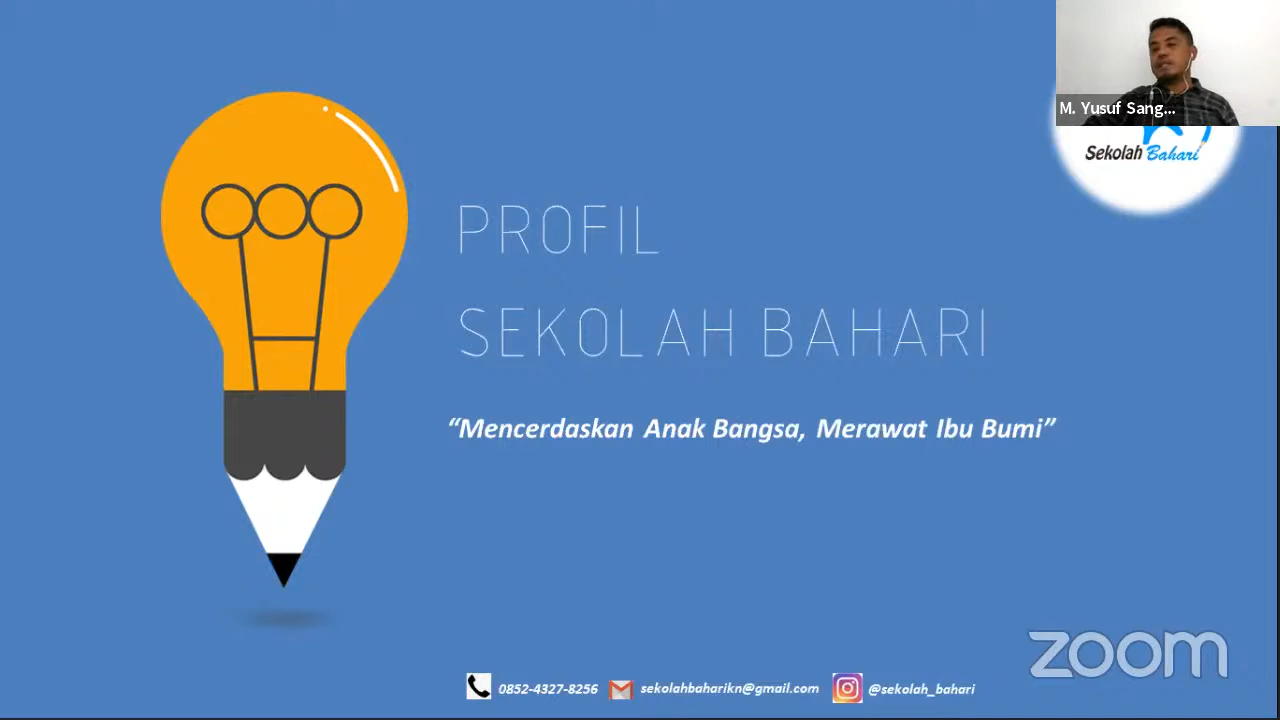 M. Yusuf Sang...
Sekolah Bahari
PROFIL
SEKOLAH BAHARI
“Mencerdaskan Anak Bangsa, Merawat Ibu Bumi”
zoom
0852-4327-8256 sekolahbaharikn@gmail.com @sekolah_bahari